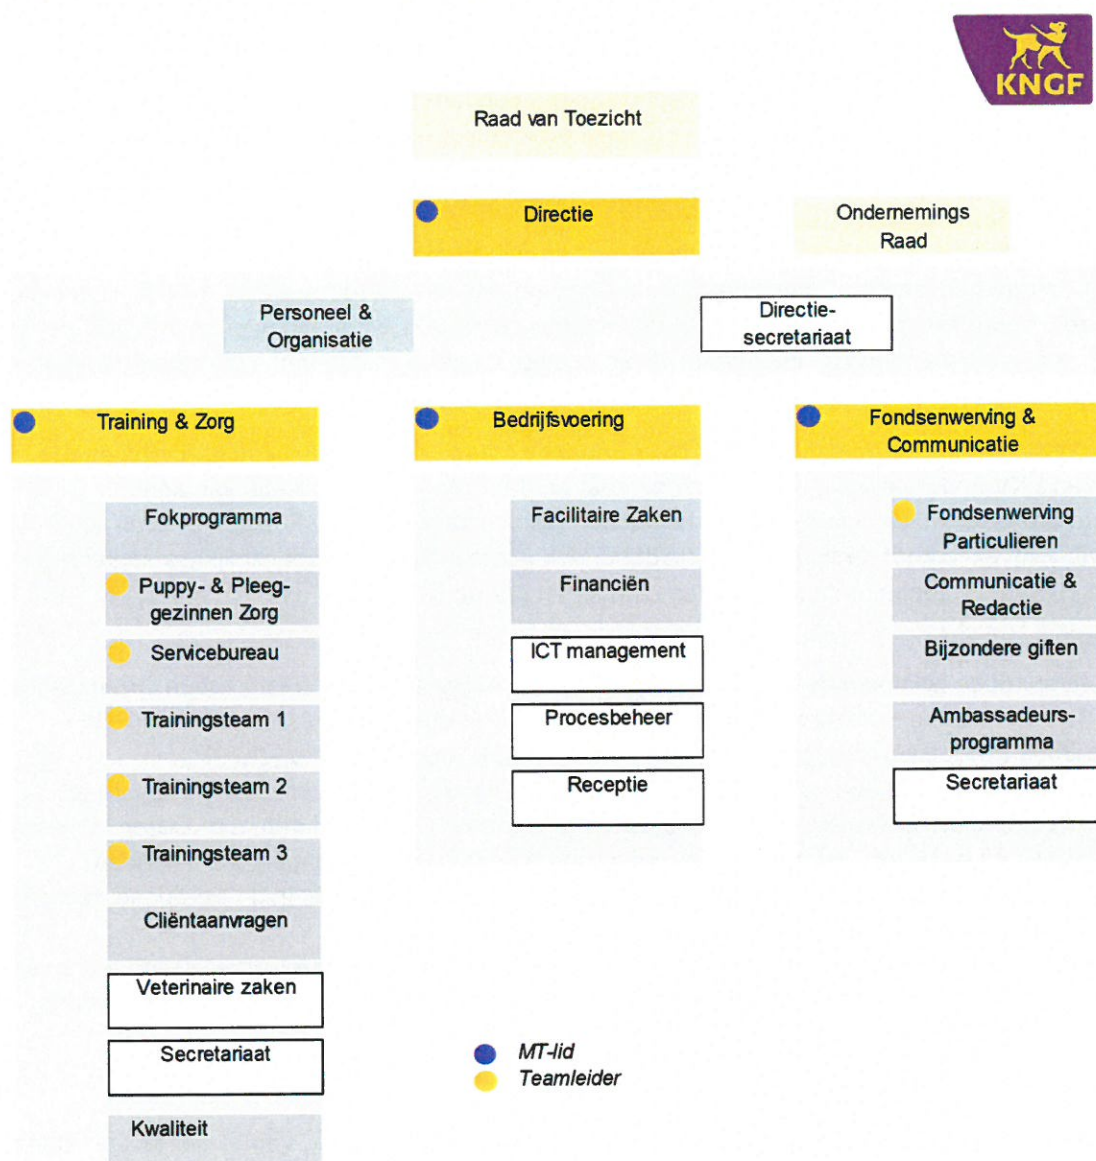 KNGF
Raad van Toezicht
Directie
Ondernemings
Raad
Personeel &
Organisatie
Directie-
secretariaat
Training & Zorg
Fokprogramma
Puppy- & Pleeg-
gezinnen Zorg
Servicebureau
Trainingsteam 1
Trainingsteam 2
Trainingsteam 3
Cliëntaanvragen
Veterinaire zaken
Secretariaat
Kwaliteit
Bedrijfsvoering
Facilitaire Zaken
Financiën
ICT management
Procesbeheer
Receptie
Fondsenwerving &
Communicatie
Fondsenwerving
Particulieren
Communicatie &
Redactie
Bijzondere giften
Ambassadeurs-
programma
Secretariaat
MT-lid
Teamleider